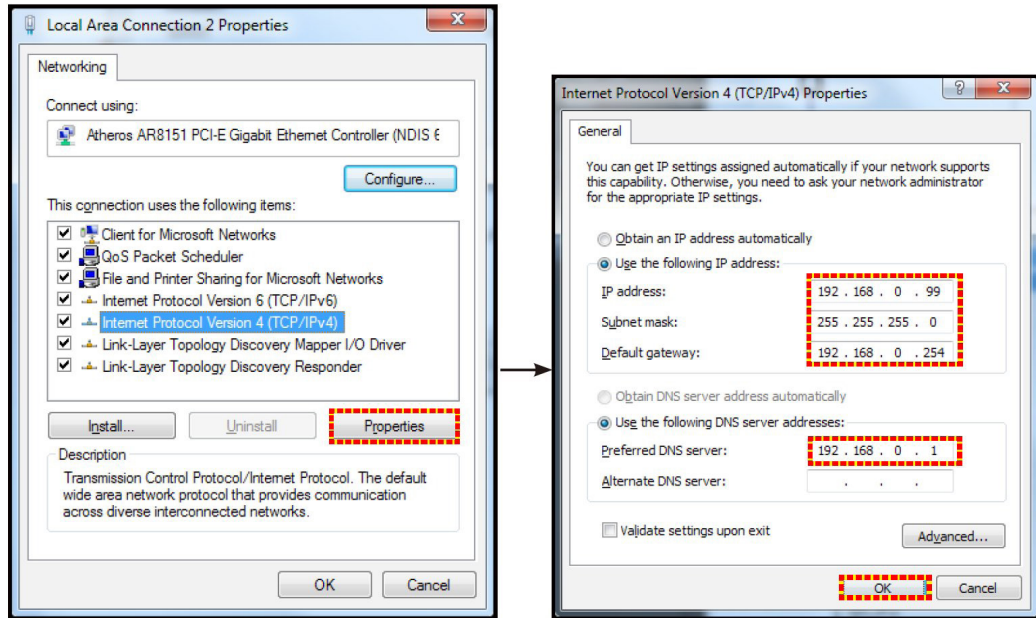 Local Area Connection 2 Properties
Networking
Connect using:
Atheros AR8151 PCI-E Gigabit Ethernet Controller (NDIS 6
Configure...
This connection uses the following items:
Client for Microsoft Networks
QoS Packet Scheduler
File and Printer Sharing for Microsoft Networks
Internet Protocol Version 6 (TCP/IPv6)
Internet Protocol Version 4 (TCP/IPv4)
Link-Layer Topology Discovery Mapper I/O Driver
Link-Layer Topology Discovery Responder
Install...
Uninstall
Properties
Description
Transmission Control Protocol/Internet Protocol. The default
wide area network protocol that provides communication
across diverse interconnected networks.
OK
Cancel
Internet Protocol Version 4 (TCP/IPv4) Properties
General
You can get IP settings assigned automatically if your network supports
this capability. Otherwise, you need to ask your network administrator
for the appropriate IP settings.
Obtain an IP address automatically
Use the following IP address:
IP address: 192 . 168 . 0 . 99
Subnet mask: 255 . 255 . 255 . 0
Default gateway: 192 . 168 . 0 . 254
Obtain DNS server address automatically
Use the following DNS server addresses:
Preferred DNS server: 192 . 168 . 0 . 1
Alternate DNS server: . . .
Validate settings upon exit
Advanced...
OK
Cancel